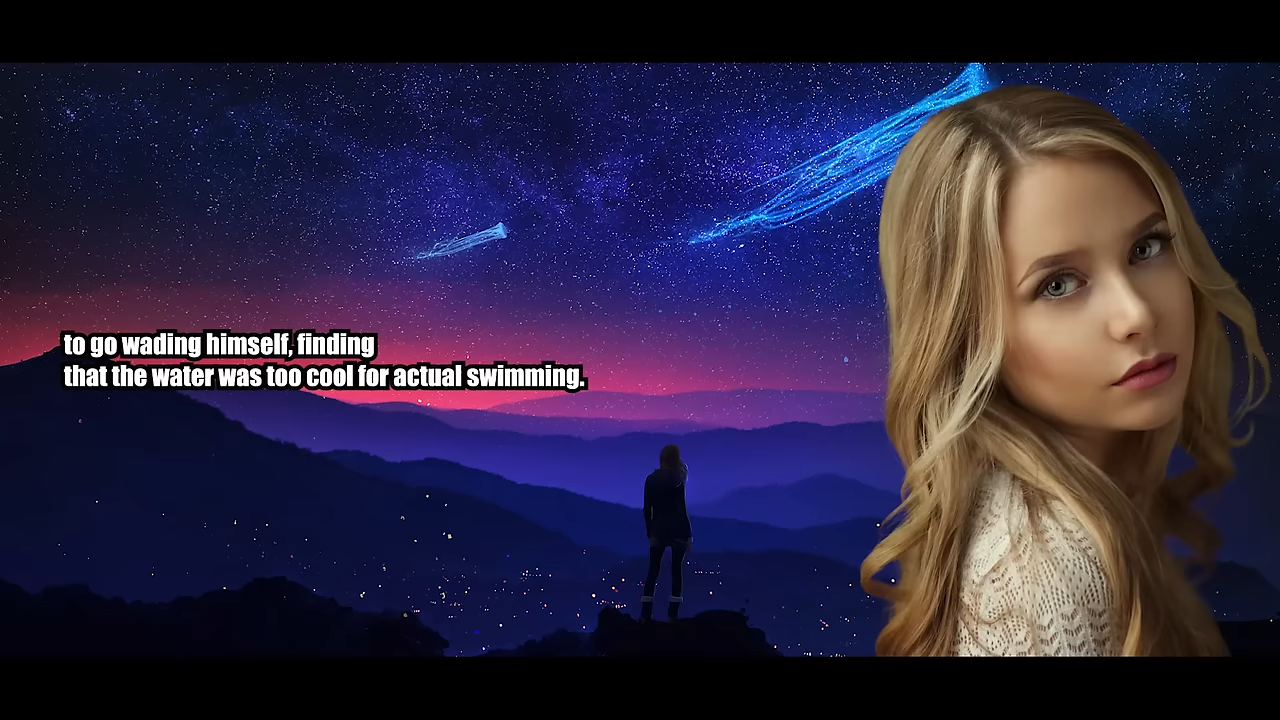 to go wading himself, finding
that the water was too cool for actual swimming.